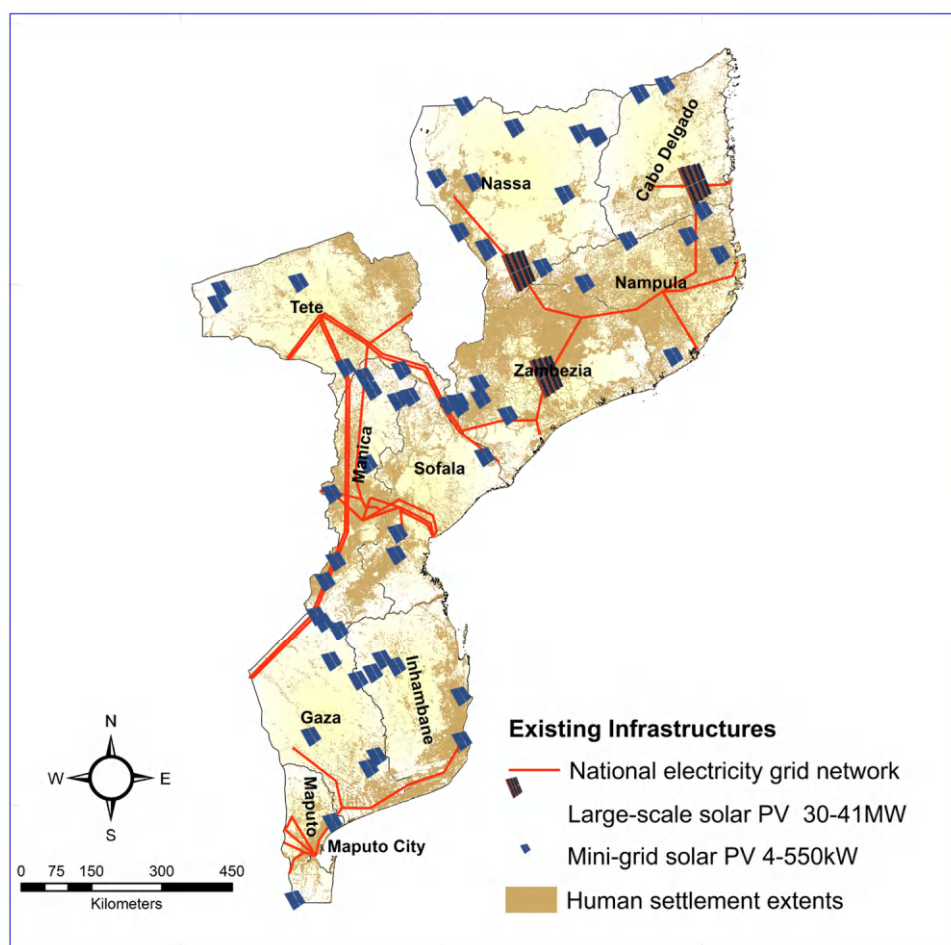 Cabo Delgado
Nassa
Nampula
Tete
Zambezia
Manica
Sofala
Inhambane
Gaza
Maputo
Maputo City
N
W E
S
0 75 150 300 450
Kilometers
Existing Infrastructures
National electricity grid network
Large-scale solar PV 30-41MW
Mini-grid solar PV 4-550kW
Human settlement extents